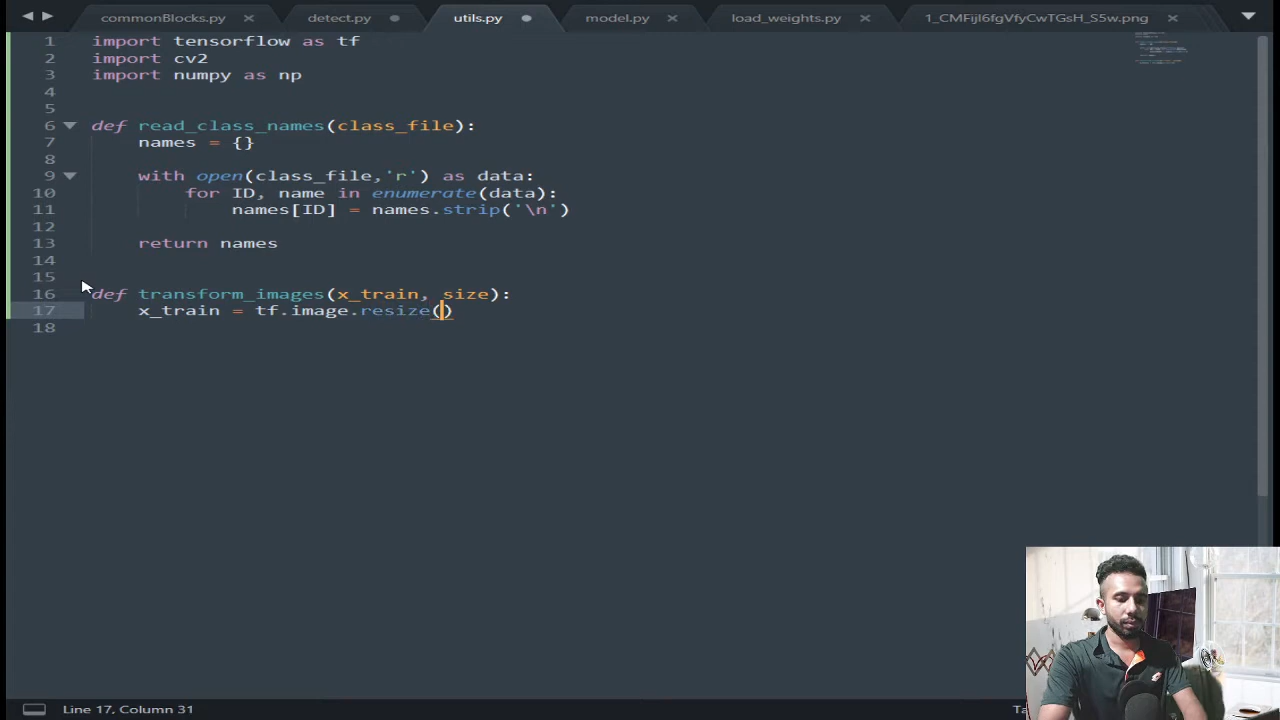 commonBlocks.py detect.py utils.py model.py load_weights.py 1_CMFijI6fgVfyCwTGsH_S5w.png
1 import tensorflow as tf
2 import cv2
3 import numpy as np
4
5
6 def read_class_names(class_file):
7 names = {}
8
9 with open(class_file,'r') as data:
10 for ID, name in enumerate(data):
11 names[ID] = names.strip('\n')
12
13 return names
14
15
16 def transform_images(x_train, size):
17 x_train = tf.image.resize()
18
Line 17, Column 31